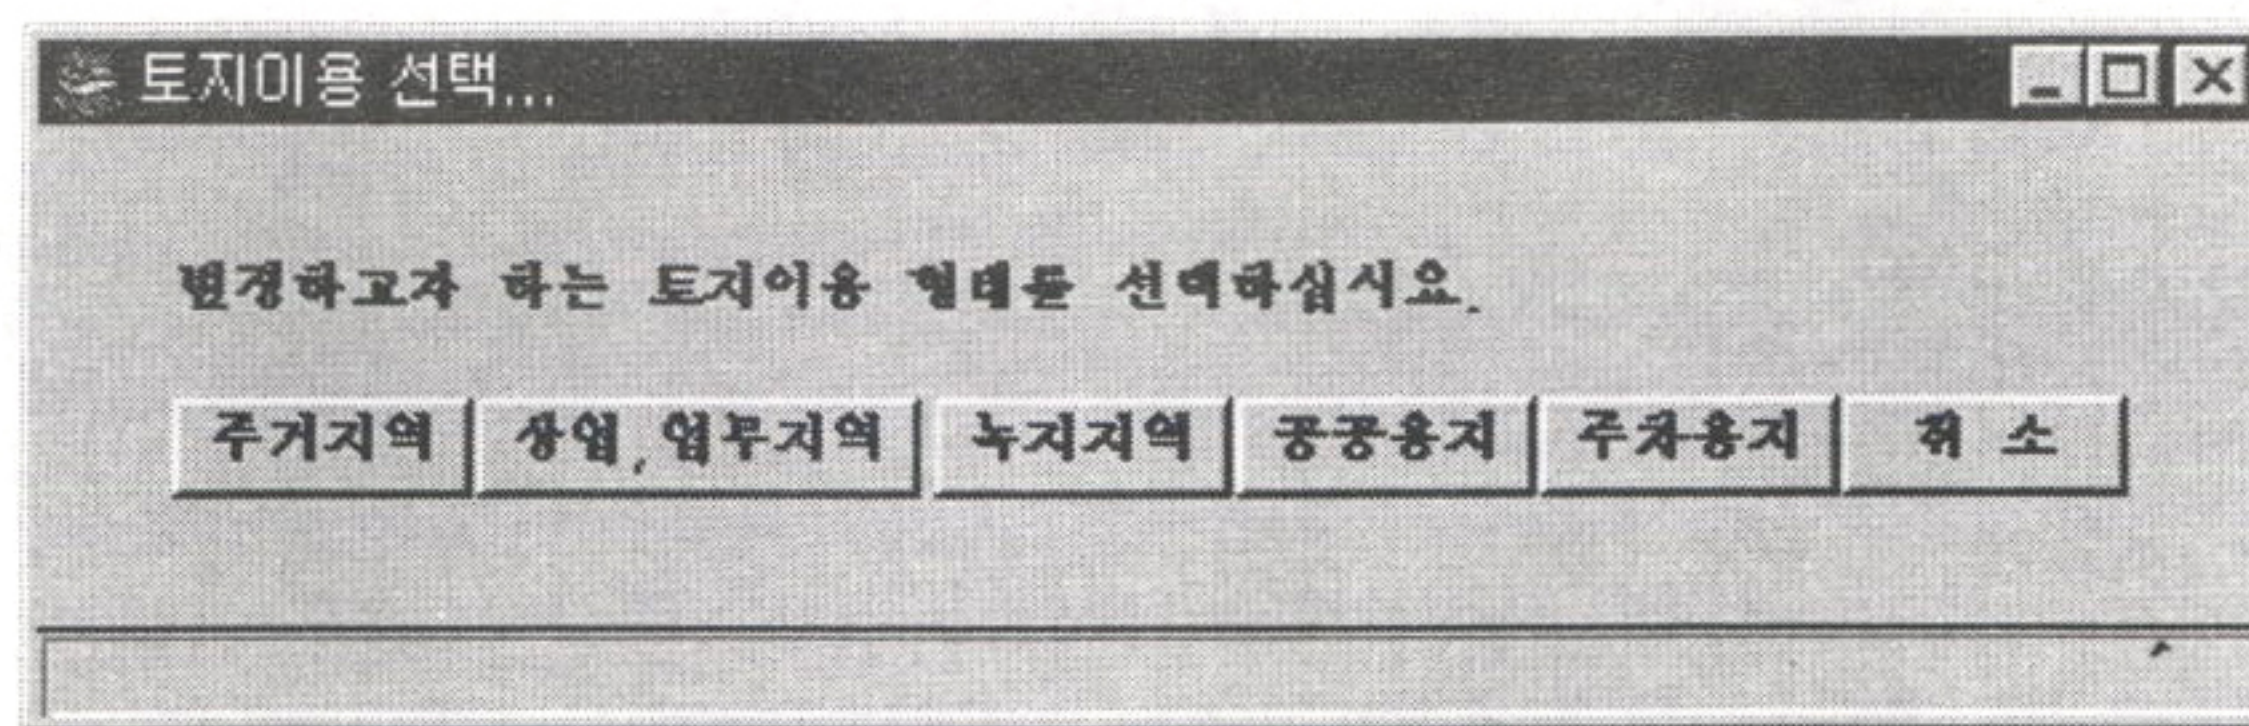 토지이용 선택...
변경하고자 하는 토지이용 형태를 선택하십시요.
주거지역 상업,업무지역 녹지지역 공공용지 주차용지 취 소